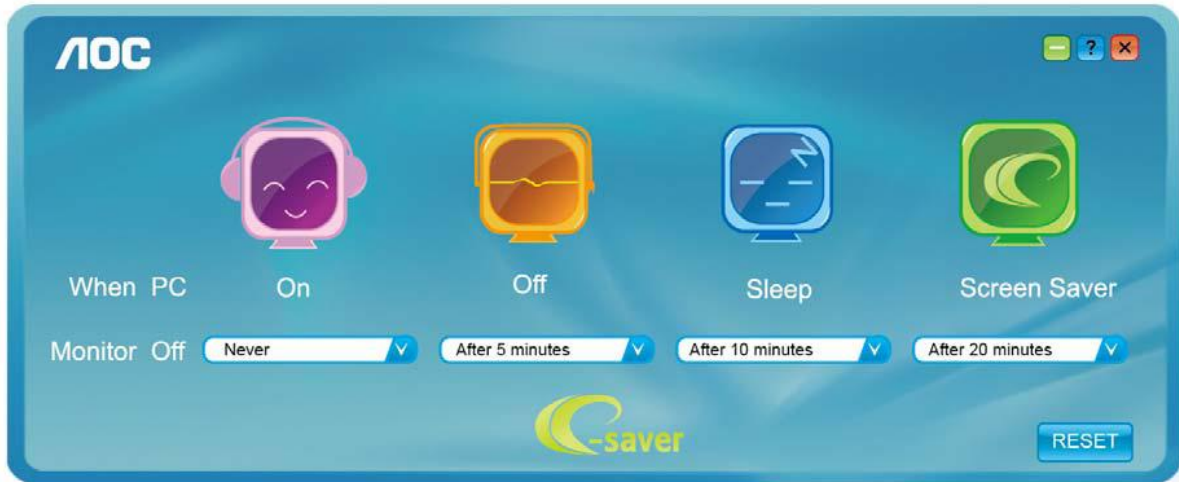 AOC
?
When PC On Off Sleep Screen Saver
Monitor Off Never After 5 minutes After 10 minutes After 20 minutes
e-saver
RESET